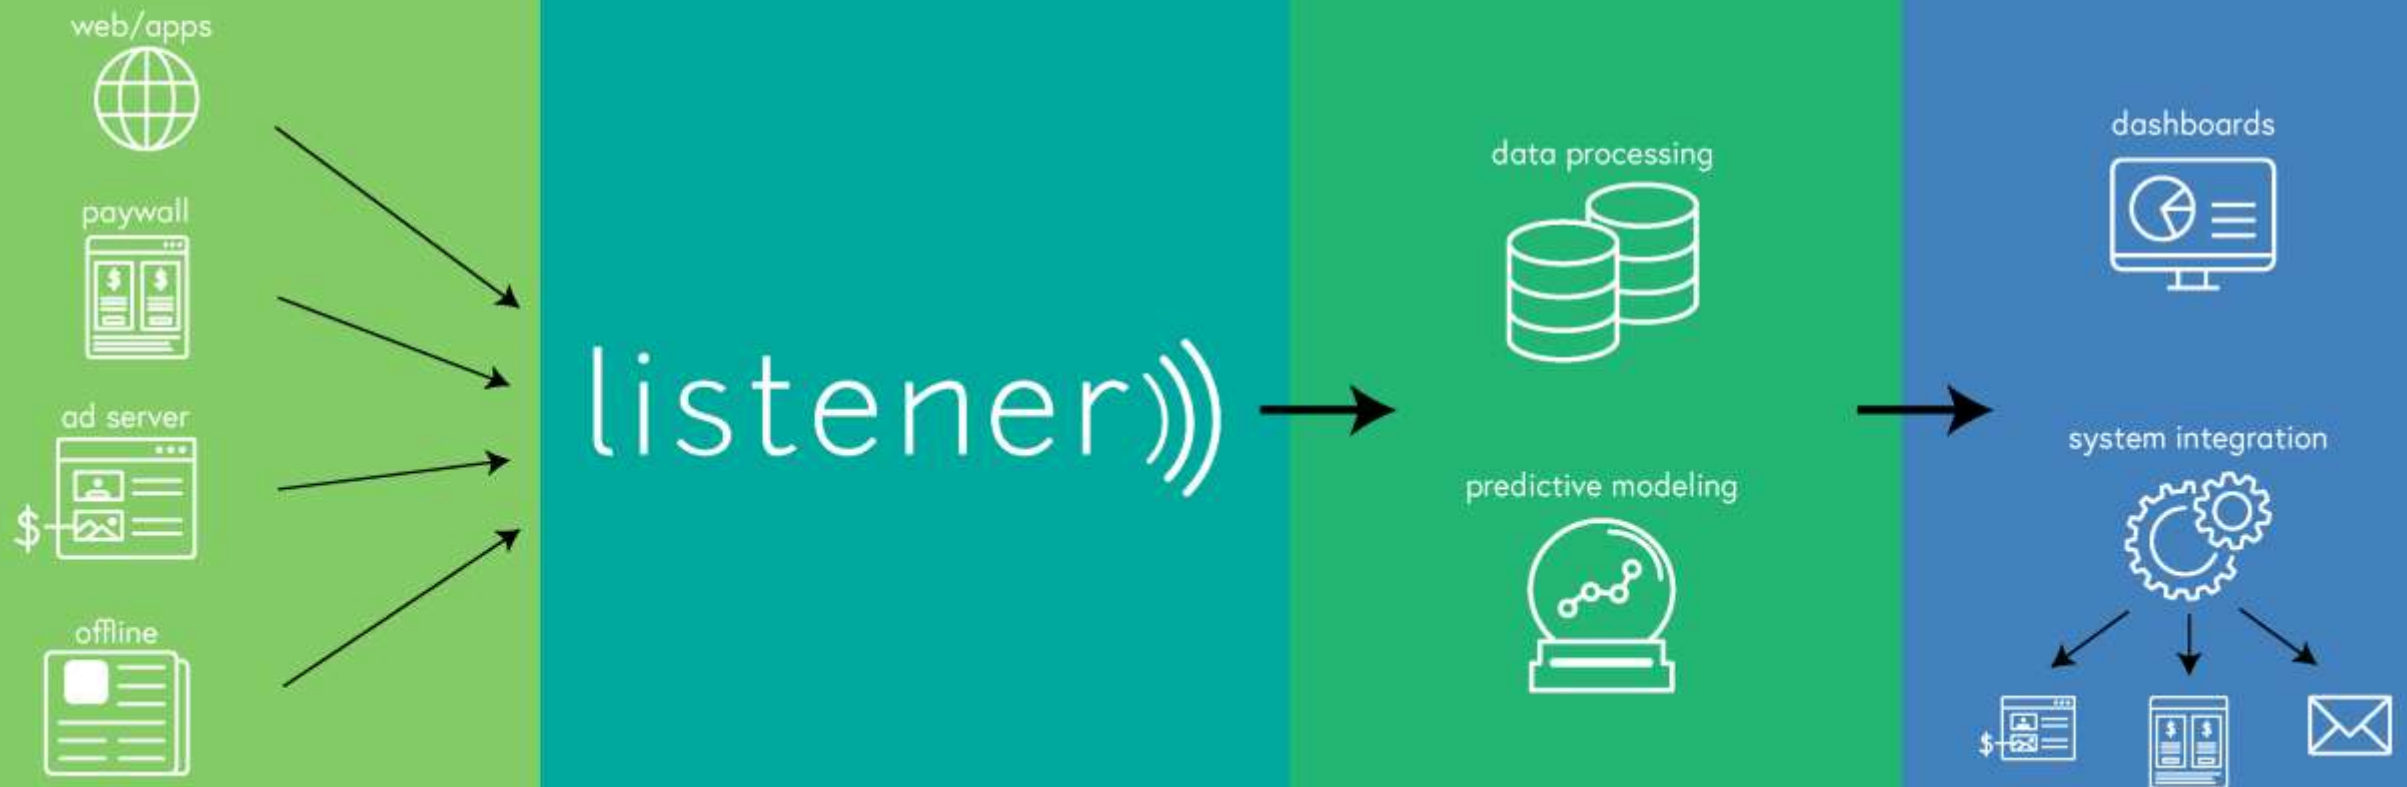 web/apps
paywall
$ $
ad server
$
offline
listener
data processing
predictive modeling
dashboards
system integration
$
$ $